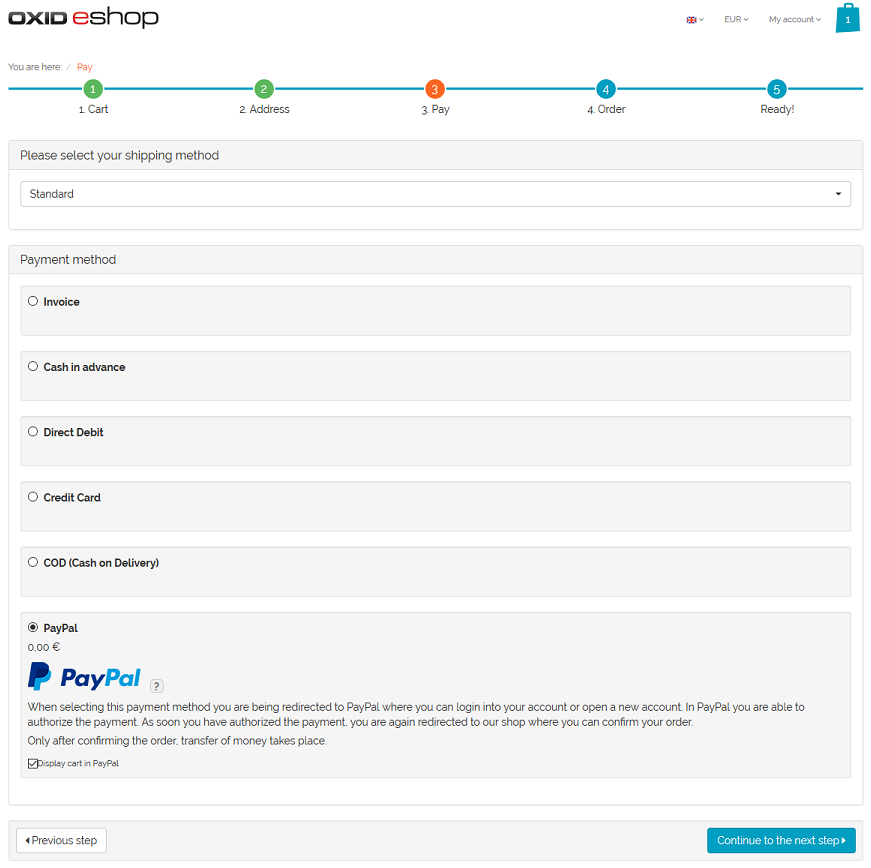 OXID eshop
EUR
My account
1
You are here: / Pay
1
2
3
4
5
1. Cart
2. Address
3. Pay
4. Order
Ready!
Please select your shipping method
Standard
Payment method
Invoice
Cash in advance
Direct Debit
Credit Card
COD (Cash on Delivery)
PayPal
0.00 €
PayPal ?
When selecting this payment method you are being redirected to PayPal where you can login into your account or open a new account. In PayPal you are able to
authorize the payment. As soon you have authorized the payment, you are again redirected to our shop where you can confirm your order.
Only after confirming the order, transfer of money takes place.
Display cart in PayPal
Previous step
Continue to the next step